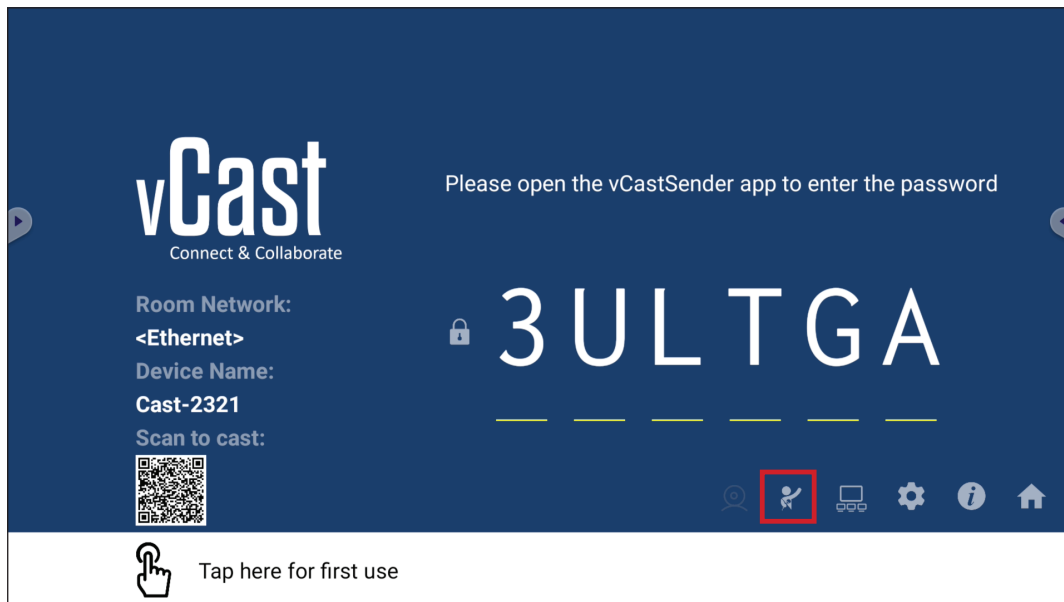 vCast
Connect & Collaborate
Please open the vCastSender app to enter the password
Room Network:
<Ethernet>
3ULTGA
Device Name:
Cast-2321
Scan to cast:
Tap here for first use